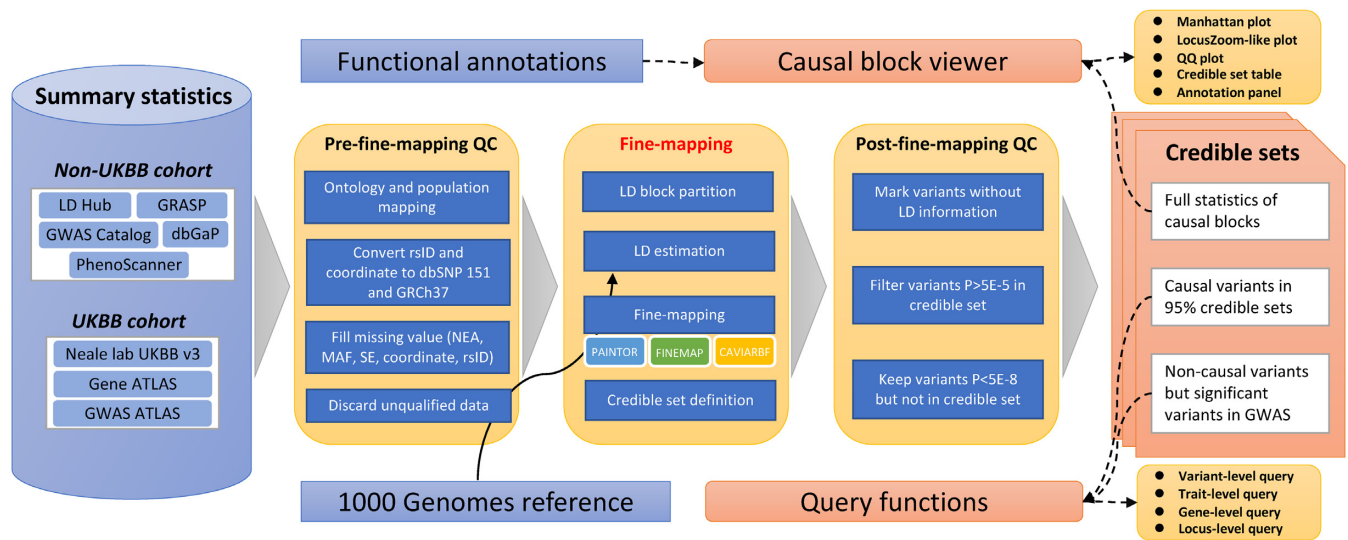 Summary statistics
Non-UKBB cohort
LD Hub
GRASP
GWAS Catalog
dbGaP
PhenoScanner
UKBB cohort
Neale lab UKBB v3
Gene ATLAS
GWAS ATLAS
Functional annotations
Causal block viewer
Manhattan plot
LocusZoom-like plot
QQ plot
Credible set table
Annotation panel
Pre-fine-mapping QC
Ontology and population
mapping
Convert rsID and
coordinate to dbSNP 151
and GRCh37
Fill missing value (NEA,
MAF, SE, coordinate, rsID)
Discard unqualified data
Fine-mapping
LD block partition
LD estimation
Fine-mapping
PAINTOR
FINEMAP
CAVIARBF
Credible set definition
Post-fine-mapping QC
Mark variants without
LD information
Filter variants P>5E-5 in
credible set
Keep variants P<5E-8
but not in credible set
Credible sets
Full statistics of
causal blocks
Causal variants in
95% credible sets
Non-causal variants
but significant
variants in GWAS
1000 Genomes reference
Query functions
Variant-level query
Trait-level query
Gene-level query
Locus-level query